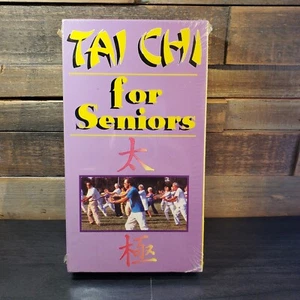 TAI CHI
for
Seniors
太
極